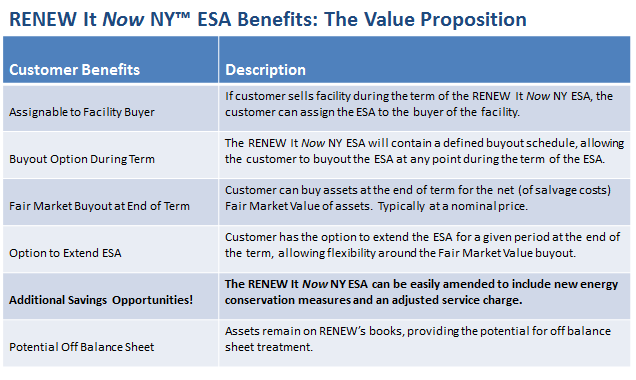 RENEW It Now NY™ ESA Benefits: The Value Proposition
Customer Benefits
Description
Assignable to Facility Buyer
If customer sells facility during the term of the RENEW It Now NY ESA, the
customer can assign the ESA to the buyer of the facility.
Buyout Option During Term
The RENEW It Now NY ESA will contain a defined buyout schedule, allowing
the customer to buyout the ESA at any point during the term of the ESA.
Fair Market Buyout at End of Term
Customer can buy assets at the end of term for the net (of salvage costs)
Fair Market Value of assets. Typically at a nominal price.
Option to Extend ESA
Customer has the option to extend the ESA for a given period at the end of
the term, allowing flexibility around the Fair Market Value buyout.
Additional Savings Opportunities!
The RENEW It Now NY ESA can be easily amended to include new energy
conservation measures and an adjusted service charge.
Potential Off Balance Sheet
Assets remain on RENEW's books, providing the potential for off balance
sheet treatment.